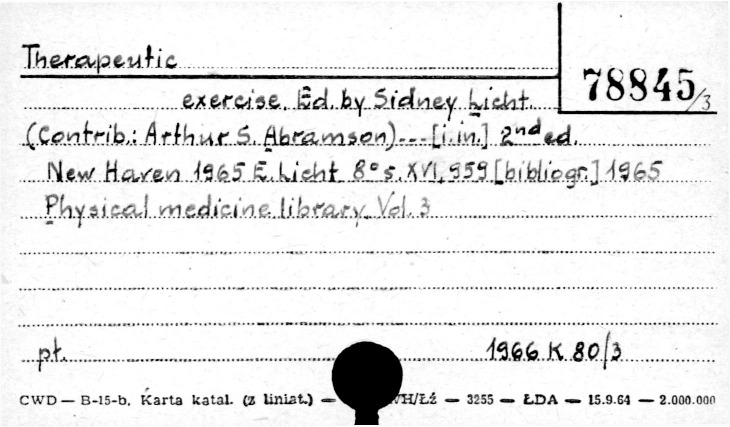 Therapeutic
78845/3
exercise. Ed. by Sidney Licht.
(Contrib.: Arthur S. Abramson) --- [i in.] 2nd ed.
New Haven 1965 E. Licht 8° s. XVI, 959 [bibliogr.] 1965
Physical medicine library. Vol. 3
pt. 1966 K 80/3
CWD — B-15-b. Karta katal. (z liniat.) — WH/Łź — 3255 — ŁDA — 15.9.64 — 2.000.000